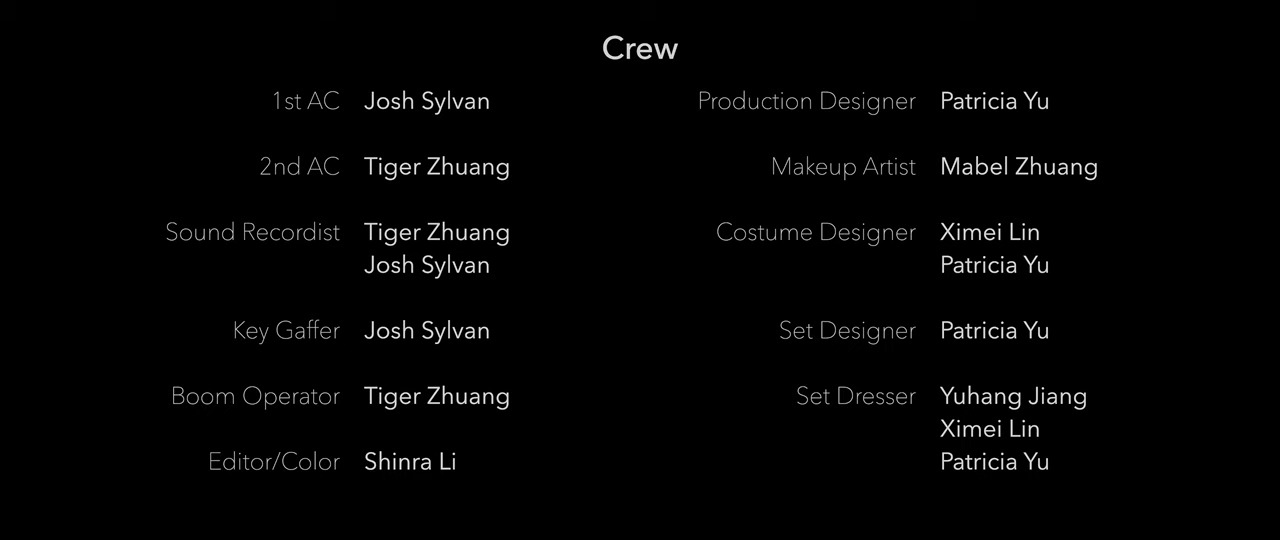 Crew
1st AC Josh Sylvan
2nd AC Tiger Zhuang
Sound Recordist Tiger Zhuang
Josh Sylvan
Key Gaffer Josh Sylvan
Boom Operator Tiger Zhuang
Editor/Color Shinra Li
Production Designer Patricia Yu
Makeup Artist Mabel Zhuang
Costume Designer Ximei Lin
Patricia Yu
Set Designer Patricia Yu
Set Dresser Yuhang Jiang
Ximei Lin
Patricia Yu